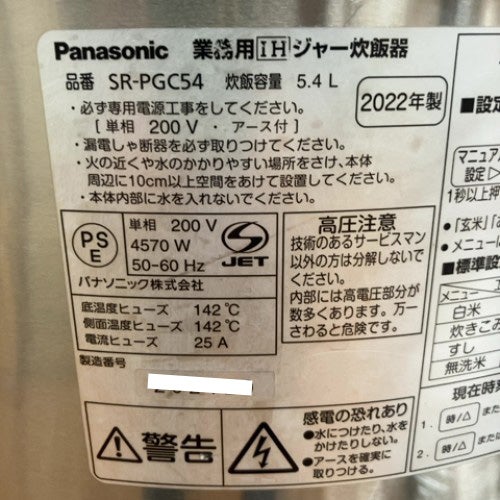 Panasonic 業務用IHジャー炊飯器
品番 SR-PGC54 炊飯容量 5.4 L
2022年製
・必ず専用電源工事をしてください。
[単相 200 V ・ アース付]
・漏電しゃ断器を必ず取りつけてください。
・火の近くや水のかかりやすい場所をさけ、本体
周辺に10cm以上空間をあけて設置してください。
・本体内部に水を入れないでください。
PS
E
単相 200 V
4570 W
50-60 Hz
JET
パナソニック株式会社
底温度ヒューズ 142℃
側面温度ヒューズ 142℃
電流ヒューズ 25 A
製造番号
高圧注意
技術のあるサービスマン
以外の方は分解しないで
ください。
内部には高電圧部分が
数多くあります。万一
さわると危険です。
警告
感電の恐れあり
●水につけたり、水を
かけたりしない。
●アースを確実に
取りつける。
■設定
マニュア
設定▷
1秒以上押
●「玄米」「お
●メニュー
■標準設
メニュー
白米
炊きこみ
すし
無洗米
現在時
1. 時/△ また
2. 時/△ また